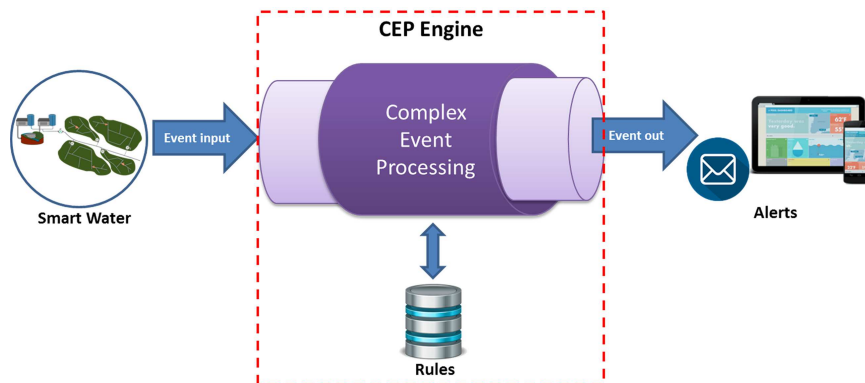 CEP Engine
Complex
Event
Processing
Event input
Event out
Smart Water
Alerts
Rules